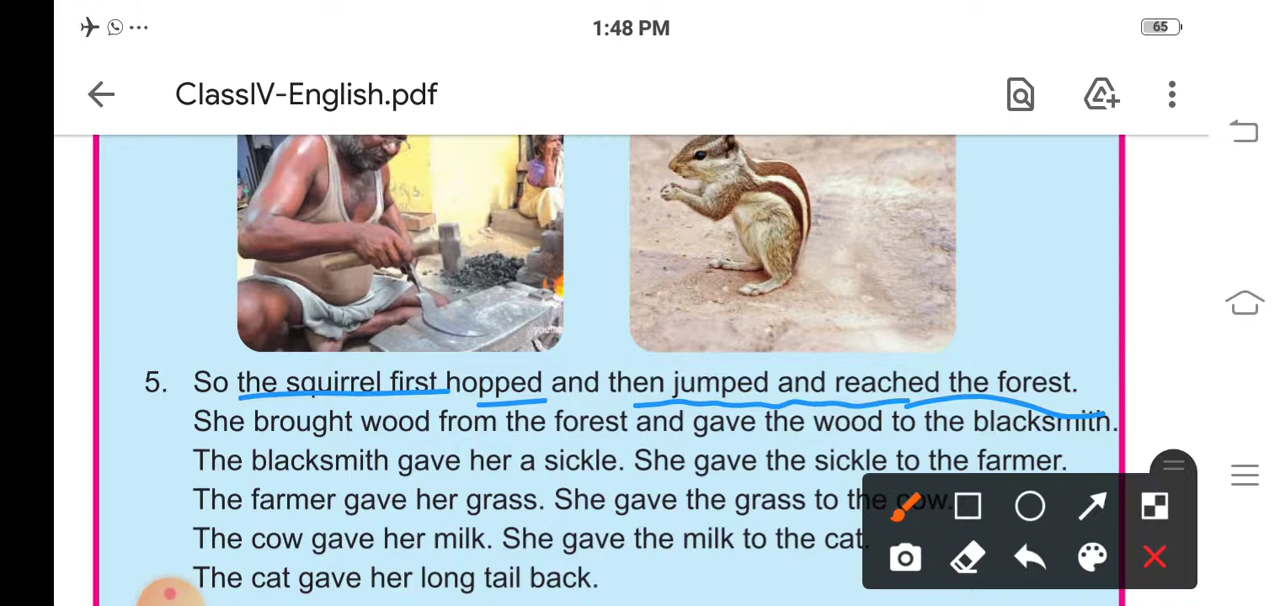 1:48 PM
65
ClassIV-English.pdf
5. So the squirrel first hopped and then jumped and reached the forest.
She brought wood from the forest and gave the wood to the blacksmith.
The blacksmith gave her a sickle. She gave the sickle to the farmer.
The farmer gave her grass. She gave the grass to the cow.
The cow gave her milk. She gave the milk to the cat.
The cat gave her long tail back.